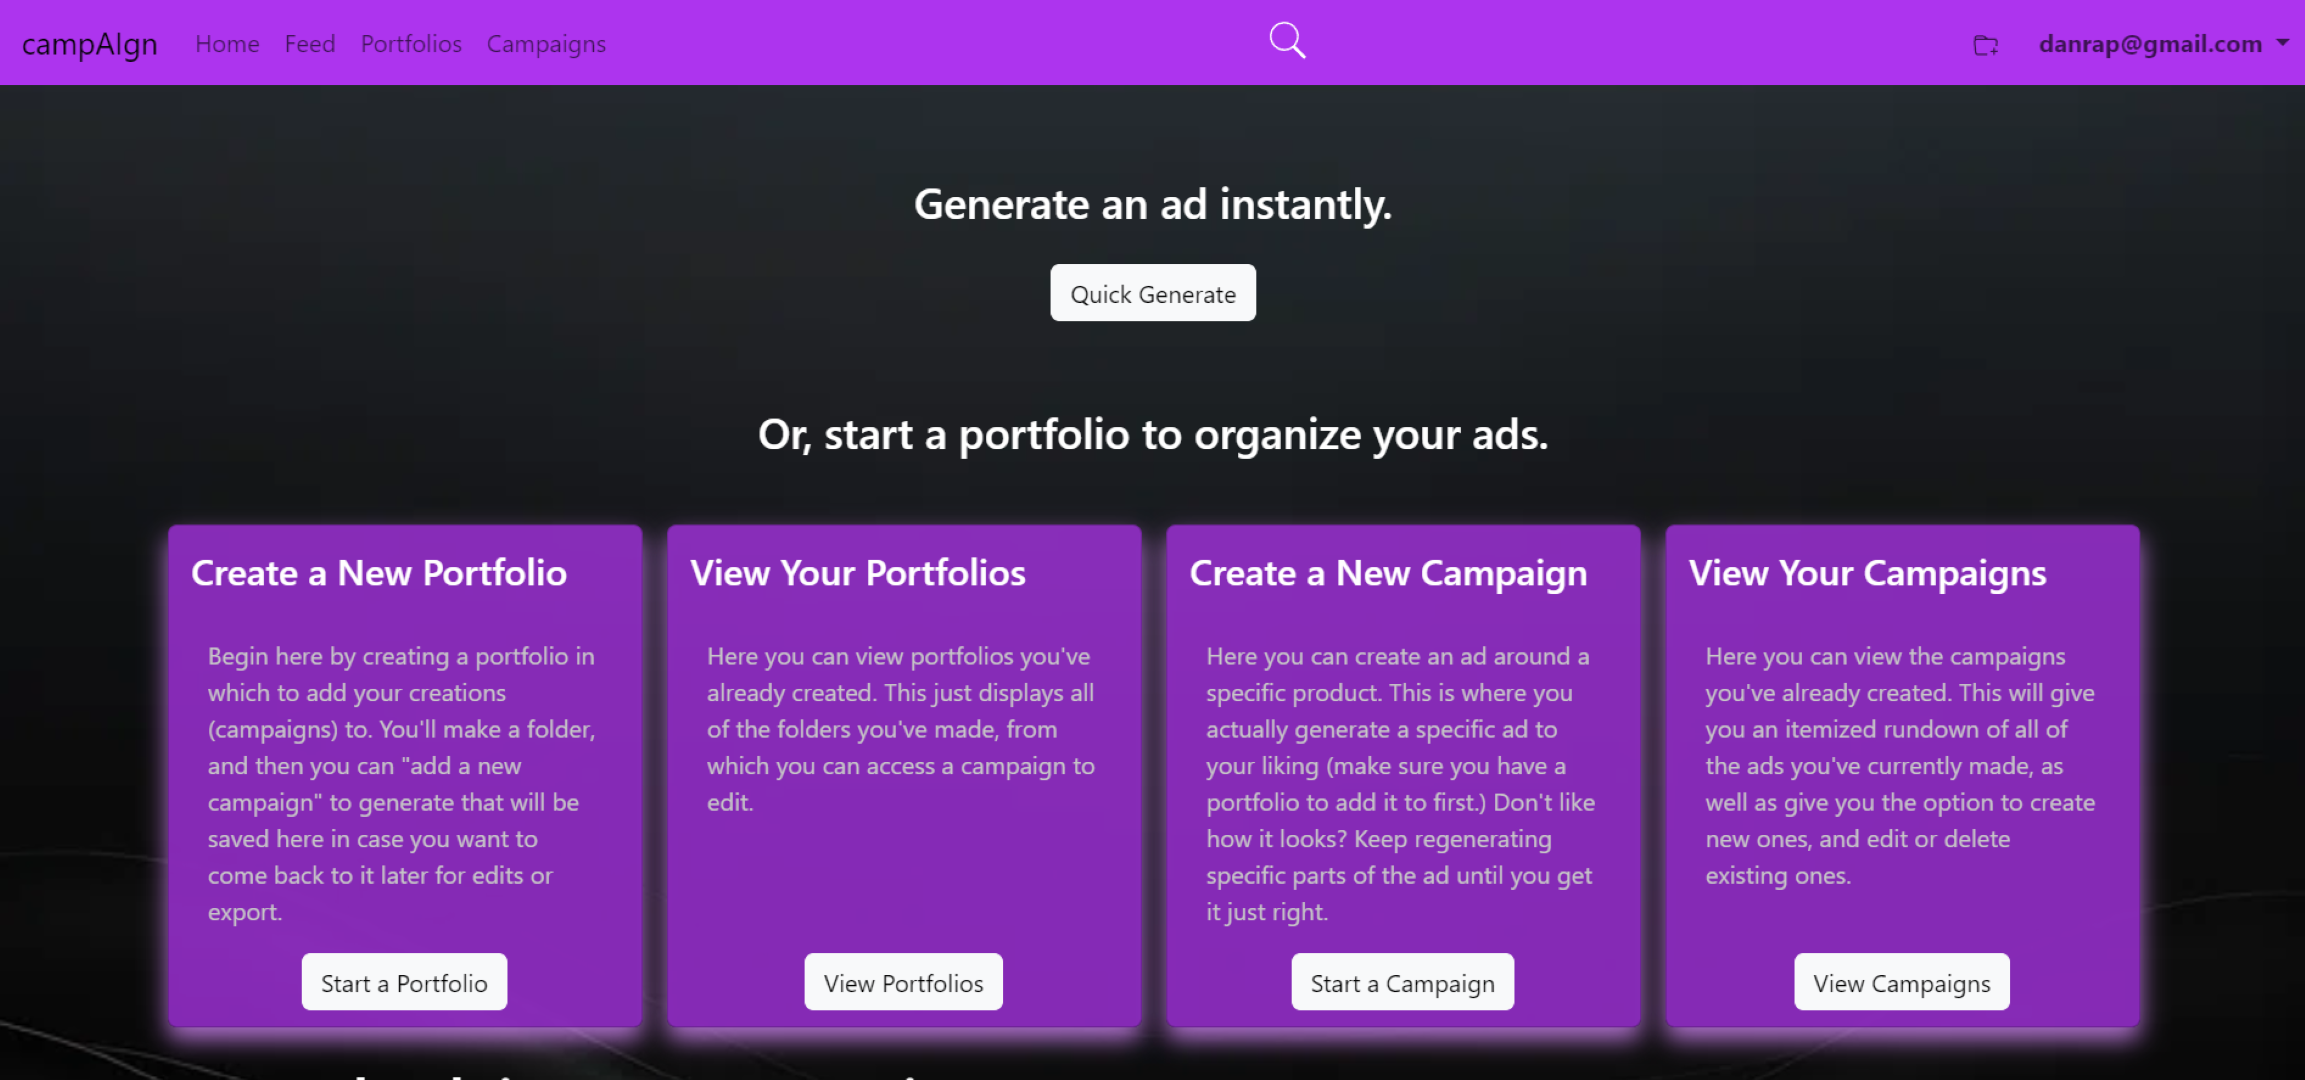 campAIgn Home Feed Portfolios Campaigns danrap@gmail.com
Generate an ad instantly.
Quick Generate
Or, start a portfolio to organize your ads.
Create a New Portfolio
Begin here by creating a portfolio in
which to add your creations
(campaigns) to. You'll make a folder,
and then you can "add a new
campaign" to generate that will be
saved here in case you want to
come back to it later for edits or
export.
Start a Portfolio
View Your Portfolios
Here you can view portfolios you've
already created. This just displays all
of the folders you've made, from
which you can access a campaign to
edit.
View Portfolios
Create a New Campaign
Here you can create an ad around a
specific product. This is where you
actually generate a specific ad to
your liking (make sure you have a
portfolio to add it to first.) Don't like
how it looks? Keep regenerating
specific parts of the ad until you get
it just right.
Start a Campaign
View Your Campaigns
Here you can view the campaigns
you've already created. This will give
you an itemized rundown of all of
the ads you've currently made, as
well as give you the option to create
new ones, and edit or delete
existing ones.
View Campaigns